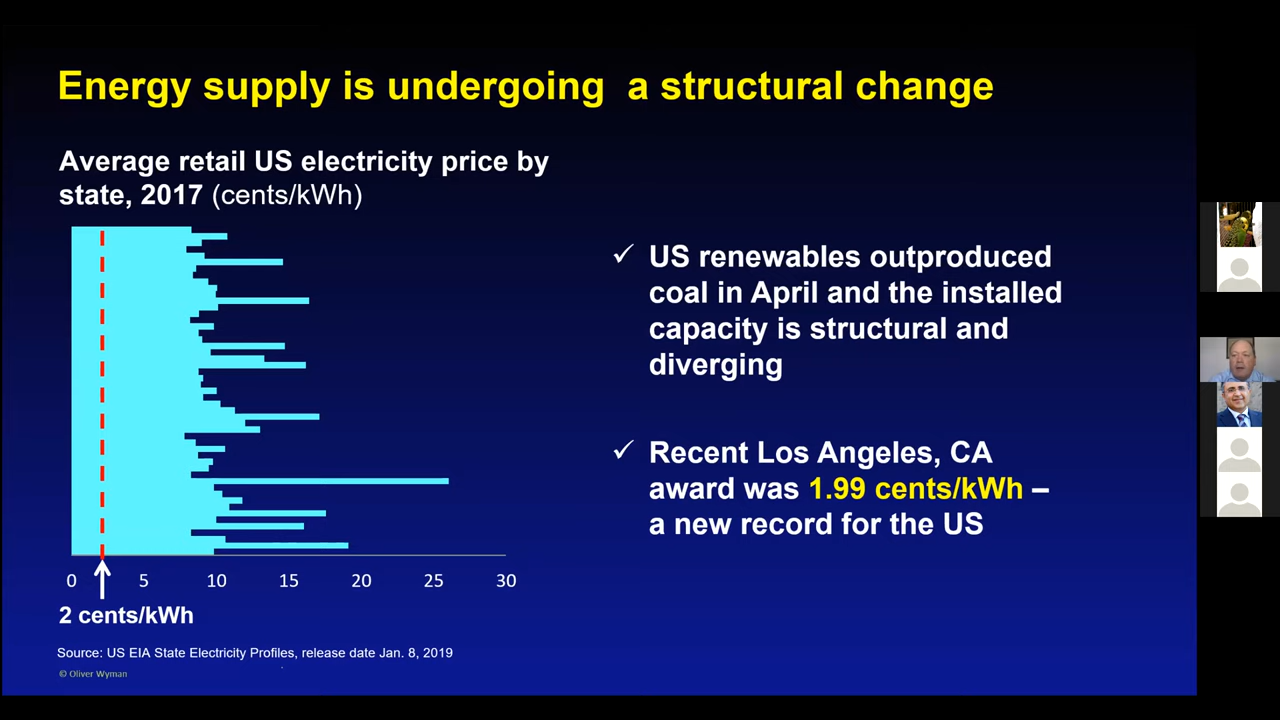 Energy supply is undergoing a structural change
Average retail US electricity price by
state, 2017 (cents/kWh)
✓ US renewables outproduced
coal in April and the installed
capacity is structural and
diverging
✓ Recent Los Angeles, CA
award was 1.99 cents/kWh –
a new record for the US
0 5 10 15 20 25 30
2 cents/kWh
Source: US EIA State Electricity Profiles, release date Jan. 8, 2019
© Oliver Wyman